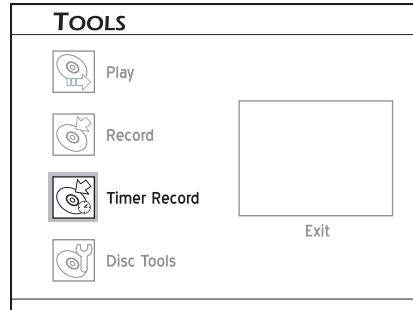 TOOLS
Play
Record
Timer Record
Exit
Disc Tools